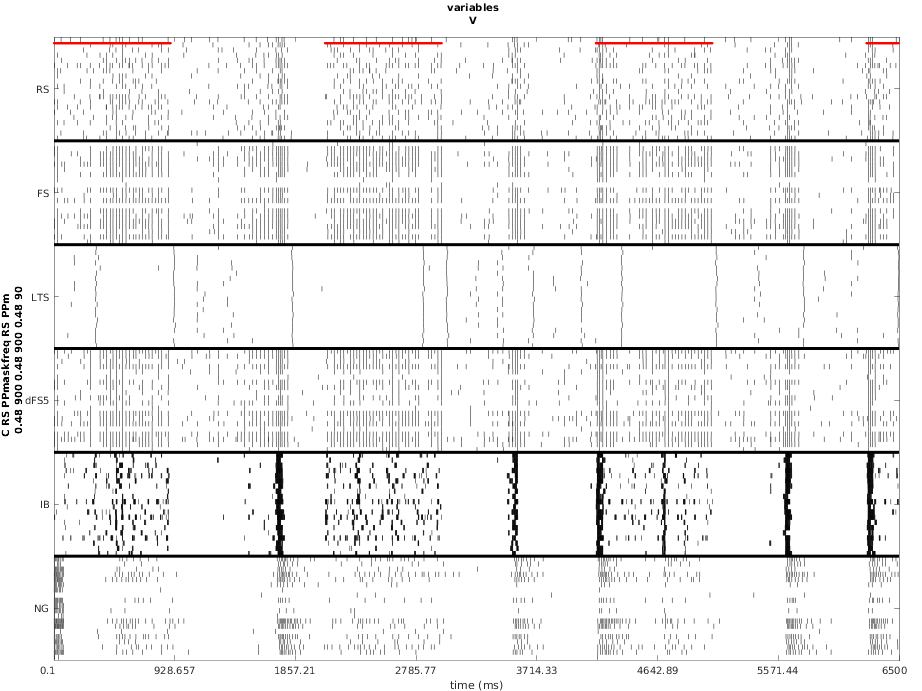 variables
V
RS
FS
LTS
dFS5
IB
NG
C RS PPmaskfreq RS PPm
0.48 900 0.48 900 0.48 90
0.1 928.657 1857.21 2785.77 3714.33 4642.89 5571.44 6500
time (ms)